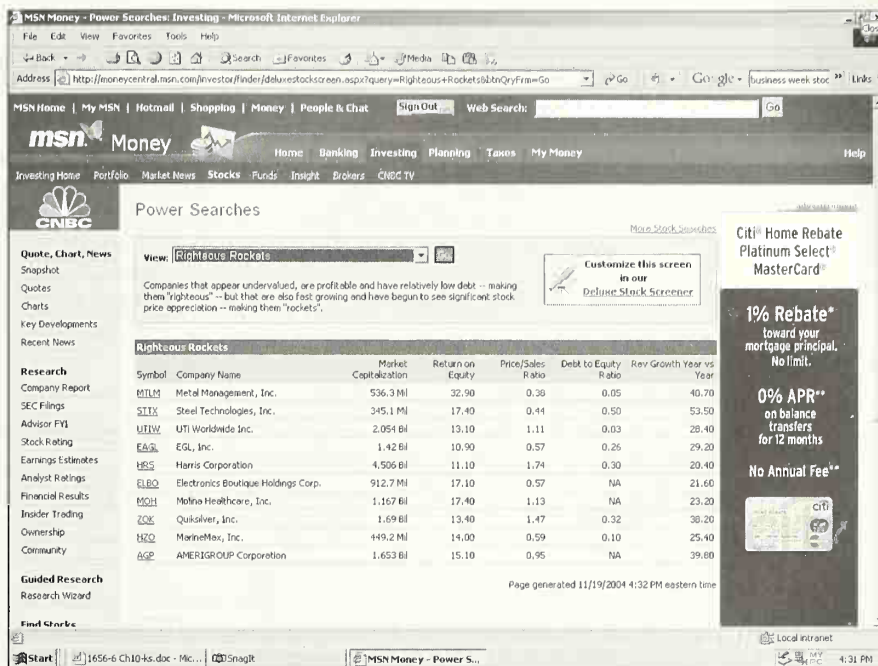 MSN Money - Power Searches: Investing - Microsoft Internet Explorer
File Edit View Favorites Tools Help
Back Search Favorites Media
Address http://moneycentral.msn.com/investor/finder/deluxestockscreen.aspx?query=Righteous+Rockets&btnQryFrm=Go Go Google business week stoc » Links
MSN Home | My MSN | Hotmail | Shopping | Money | People & Chat Sign Out Web Search: Go
msn Money
Home Banking Investing Planning Taxes My Money Help
Investing Home Portfolio Market News Stocks Funds Insight Brokers CNBC TV
CNBC
Power Searches
More Stock Searches
Quote, Chart, News
Snapshot
Quotes
Charts
Key Developments
Recent News
Research
Company Report
SEC Filings
Advisor FYI
Stock Rating
Earnings Estimates
Analyst Ratings
Financial Results
Insider Trading
Ownership
Community
Guided Research
Research Wizard
Find Stocks
View: Righteous Rockets Go
Companies that appear undervalued, are profitable and have relatively low debt -- making
them "righteous" -- but that are also fast growing and have begun to see significant stock
price appreciation -- making them "rockets".
Customize this screen
in our
Deluxe Stock Screener
Righteous Rockets
Symbol Company Name Market Capitalization Return on Equity Price/Sales Ratio Debt to Equity Ratio Rev Growth Year vs Year
MTLM Metal Management, Inc. 536.3 Mil 32.90 0.38 0.05 40.70
STTX Steel Technologies, Inc. 345.1 Mil 17.40 0.44 0.50 53.50
UTIW UTi Worldwide Inc. 2.054 Bil 13.10 1.11 0.03 28.40
EAGL EGL, Inc. 1.42 Bil 10.90 0.57 0.26 29.20
HRS Harris Corporation 4.506 Bil 11.10 1.74 0.30 20.40
ELBO Electronics Boutique Holdings Corp. 912.7 Mil 17.10 0.57 NA 21.60
MOH Molina Healthcare, Inc. 1.167 Bil 17.40 1.13 NA 23.20
ZQK Quiksilver, Inc. 1.69 Bil 13.40 1.47 0.32 38.20
HZO MarineMax, Inc. 449.2 Mil 14.00 0.59 0.10 25.40
AGP AMERIGROUP Corporation 1.653 Bil 15.10 0.95 NA 39.80
Page generated 11/19/2004 4:32 PM eastern time
Citi® Home Rebate
Platinum Select®
MasterCard®
1% Rebate*
toward your
mortgage principal.
No limit.
0% APR**
on balance
transfers
for 12 months
No Annual Fee**
citi
Local intranet
Start 1656-6 Ch10-ks.doc - Mic... SnagIt MSN Money - Power S... MY PC 4:31 PM